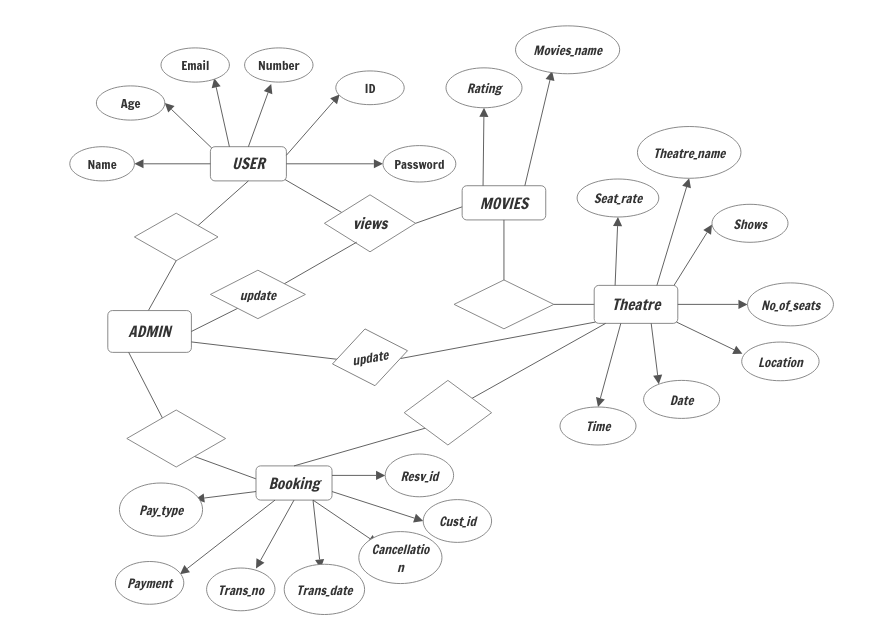 Movies_name
Email
Number
Rating
ID
Age
Theatre_name
Name
USER
Password
Seat_rate
MOVIES
views
Shows
update
Theatre
No_of_seats
ADMIN
update
Location
Date
Time
Booking
Resv_id
Pay_type
Cust_id
Cancellatio
n
Payment
Trans_no
Trans_date